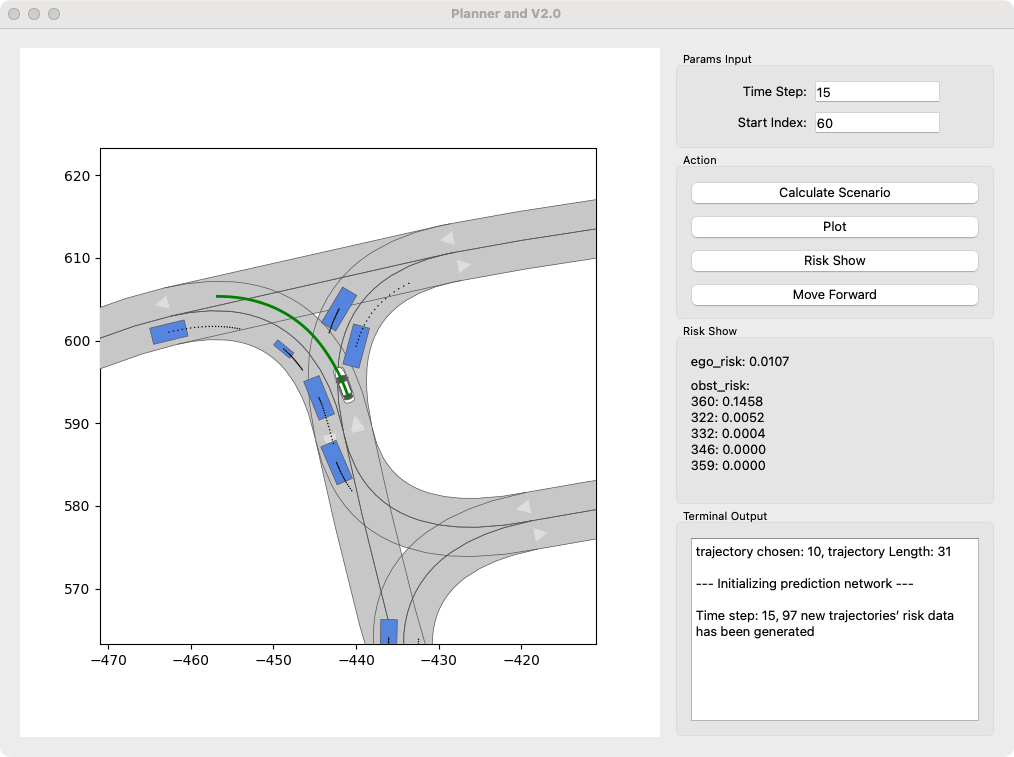 Planner and V2.0
Params Input
Time Step: 15
Start Index: 60
Action
Calculate Scenario
Plot
Risk Show
Move Forward
Risk Show
ego_risk: 0.0107
obst_risk:
360: 0.1458
322: 0.0052
332: 0.0004
346: 0.0000
359: 0.0000
Terminal Output
trajectory chosen: 10, trajectory Length: 31
--- Initializing prediction network ---
Time step: 15, 97 new trajectories’ risk data
has been generated
620
610
600
590
580
570
−470 −460 −450 −440 −430 −420